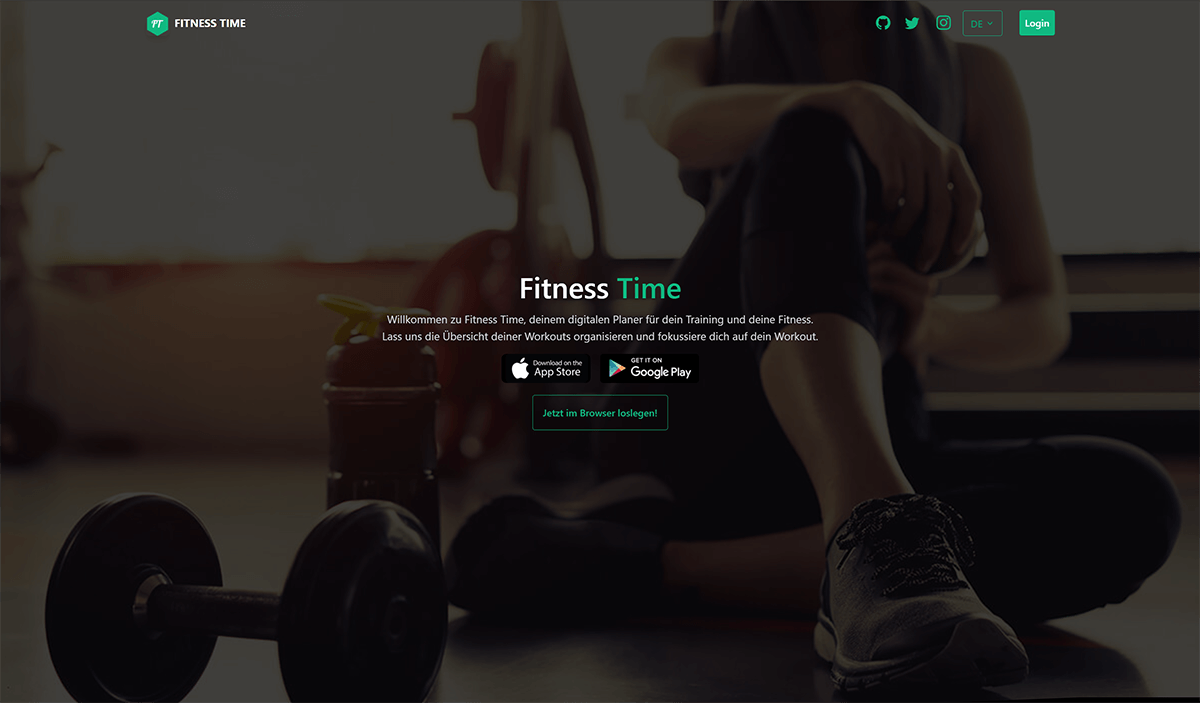 FT FITNESS TIME
DE
Login
Fitness Time
Willkommen zu Fitness Time, deinem digitalen Planer für dein Training und deine Fitness.
Lass uns die Übersicht deiner Workouts organisieren und fokussiere dich auf dein Workout.
Download on the
App Store
GET IT ON
Google Play
Jetzt im Browser loslegen!